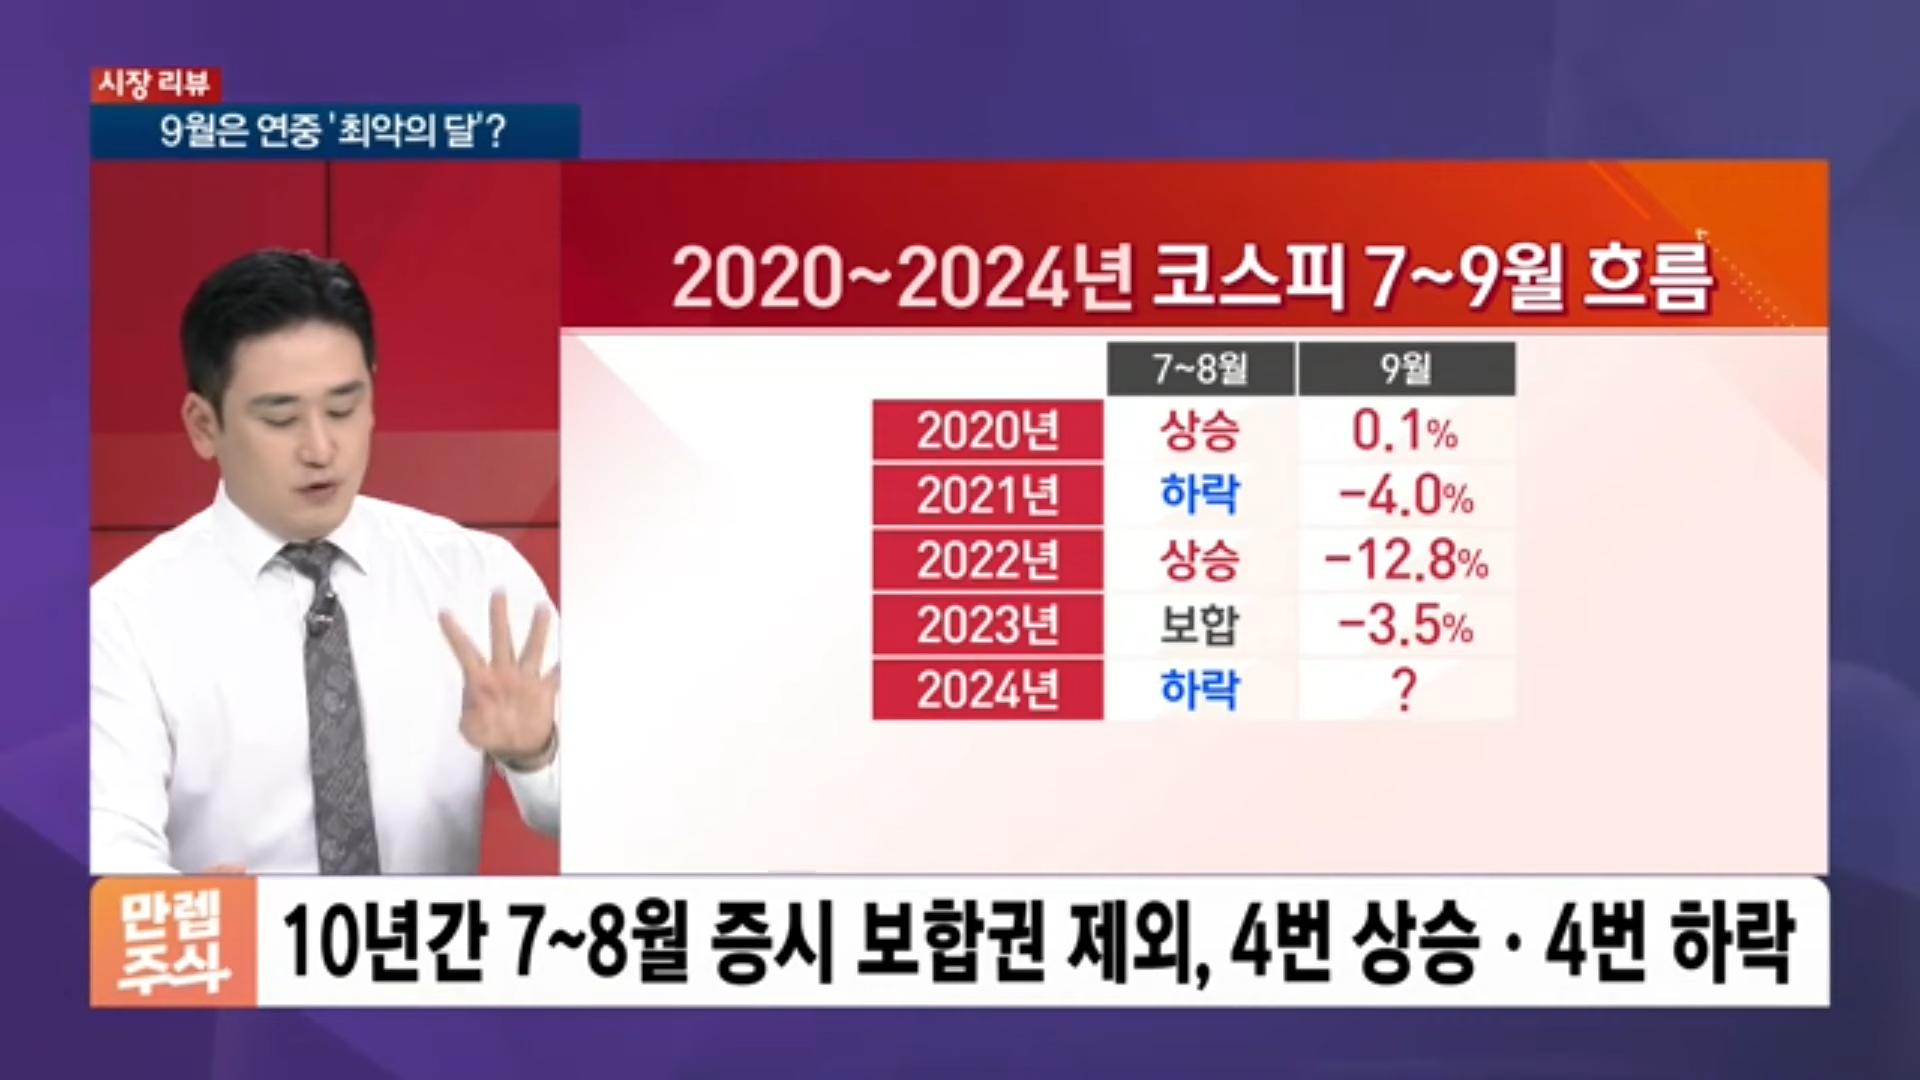 시장 리뷰
9월은 연중 '최악의 달'?
2020~2024년 코스피 7~9월 흐름
7~8월 9월
2020년 상승 0.1%
2021년 하락 -4.0%
2022년 상승 -12.8%
2023년 보합 -3.5%
2024년 하락 ?
만렙
주식
10년간 7~8월 증시 보합권 제외, 4번 상승 · 4번 하락